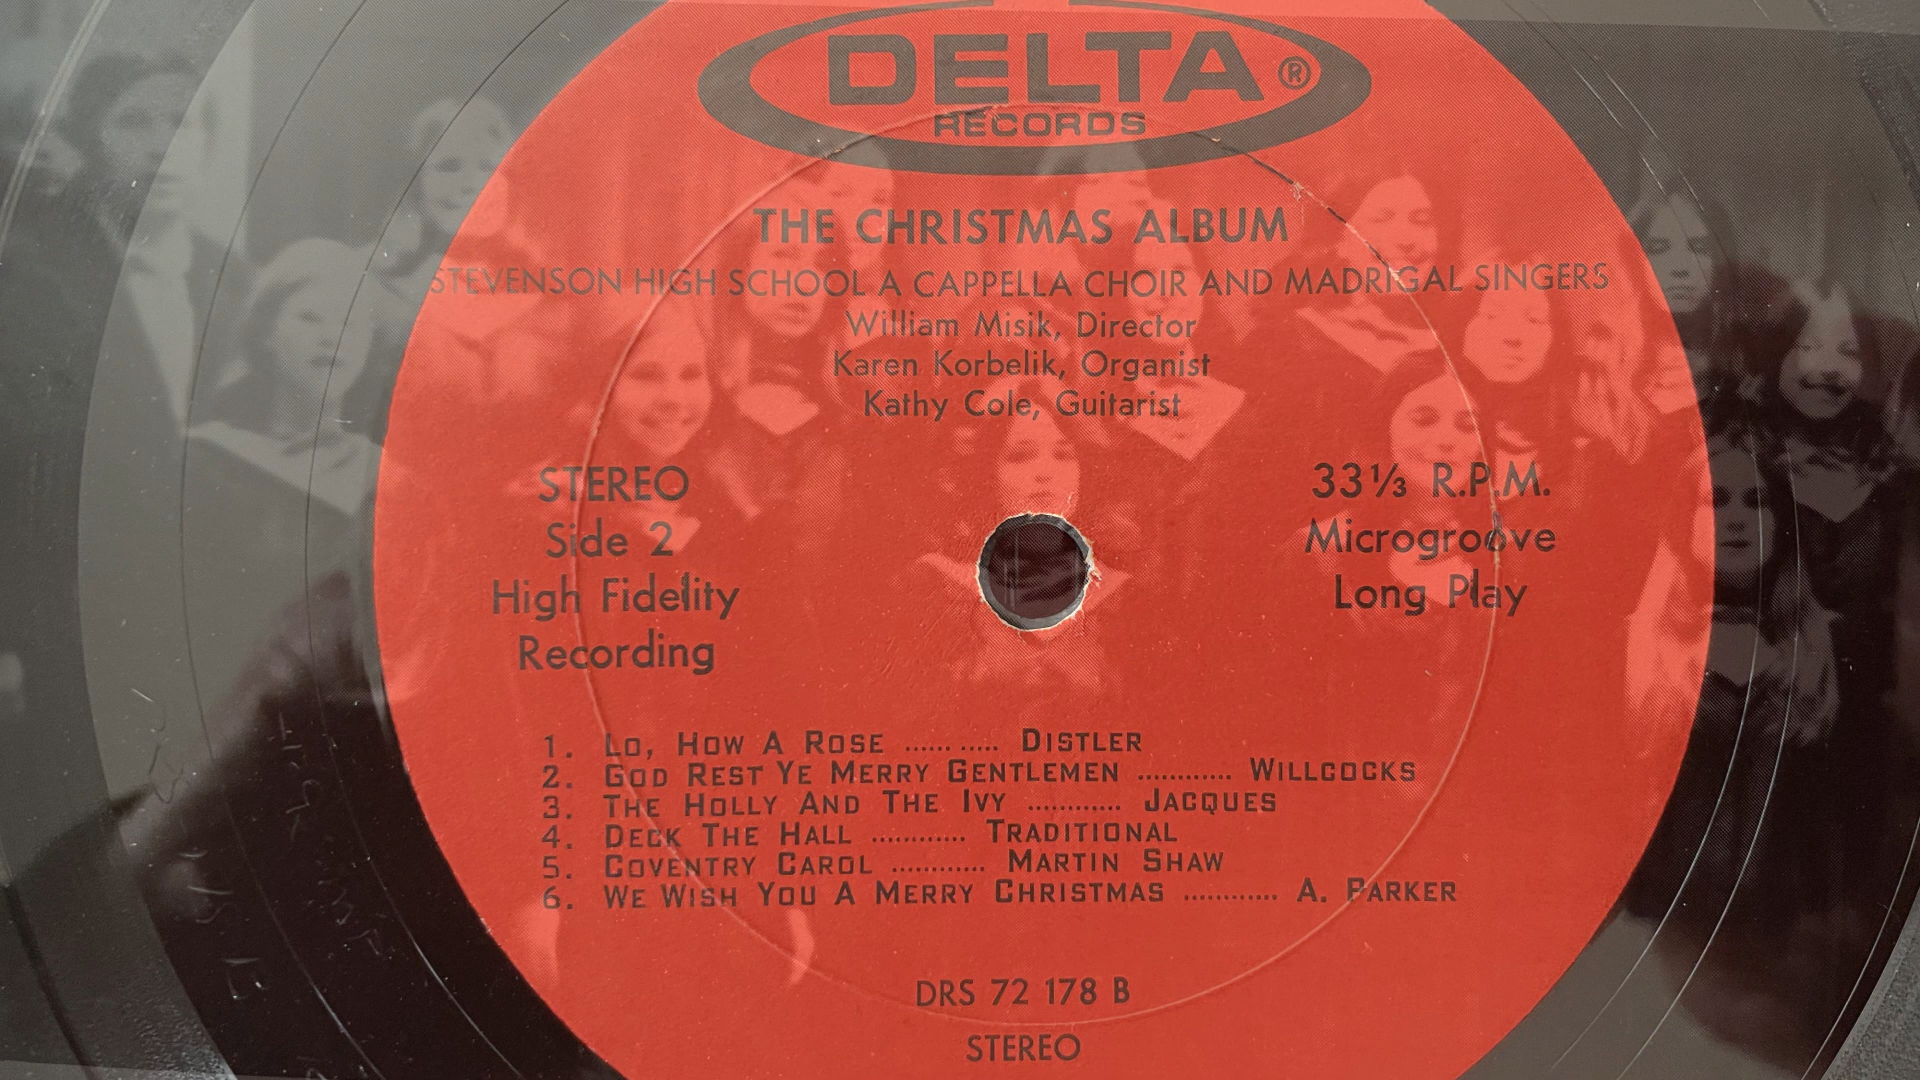 DELTA®
RECORDS
THE CHRISTMAS ALBUM
STEVENSON HIGH SCHOOL A CAPPELLA CHOIR AND MADRIGAL SINGERS
William Misik, Director
Karen Korbelik, Organist
Kathy Cole, Guitarist
STEREO
Side 2
High Fidelity
Recording
33⅓ R.P.M.
Microgroove
Long Play
1. LO, HOW A ROSE ........... DISTLER
2. GOD REST YE MERRY GENTLEMEN ............ WILLCOCKS
3. THE HOLLY AND THE IVY ............ JACQUES
4. DECK THE HALL ............ TRADITIONAL
5. COVENTRY CAROL ............ MARTIN SHAW
6. WE WISH YOU A MERRY CHRISTMAS ............ A. PARKER
DRS 72 178 B
STEREO